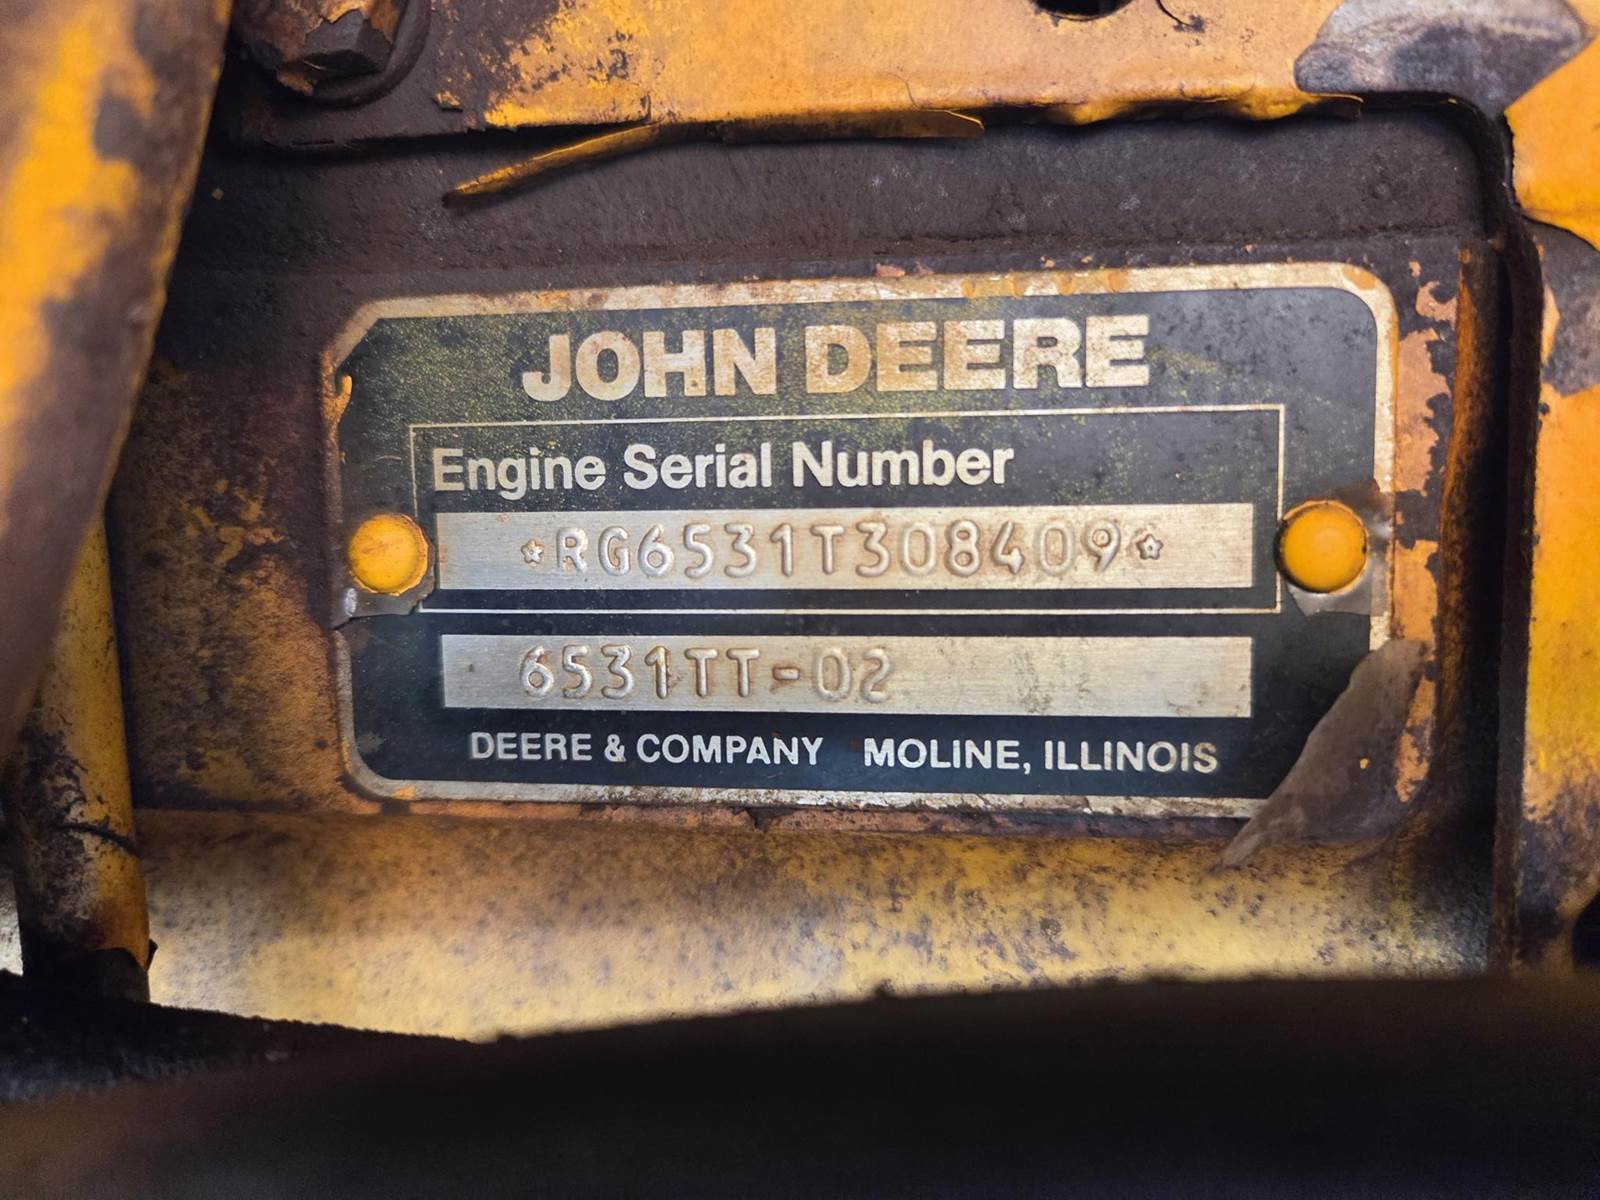 JOHN DEERE
Engine Serial Number
*RG6531T308409*
6531TT-02
DEERE & COMPANY MOLINE, ILLINOIS